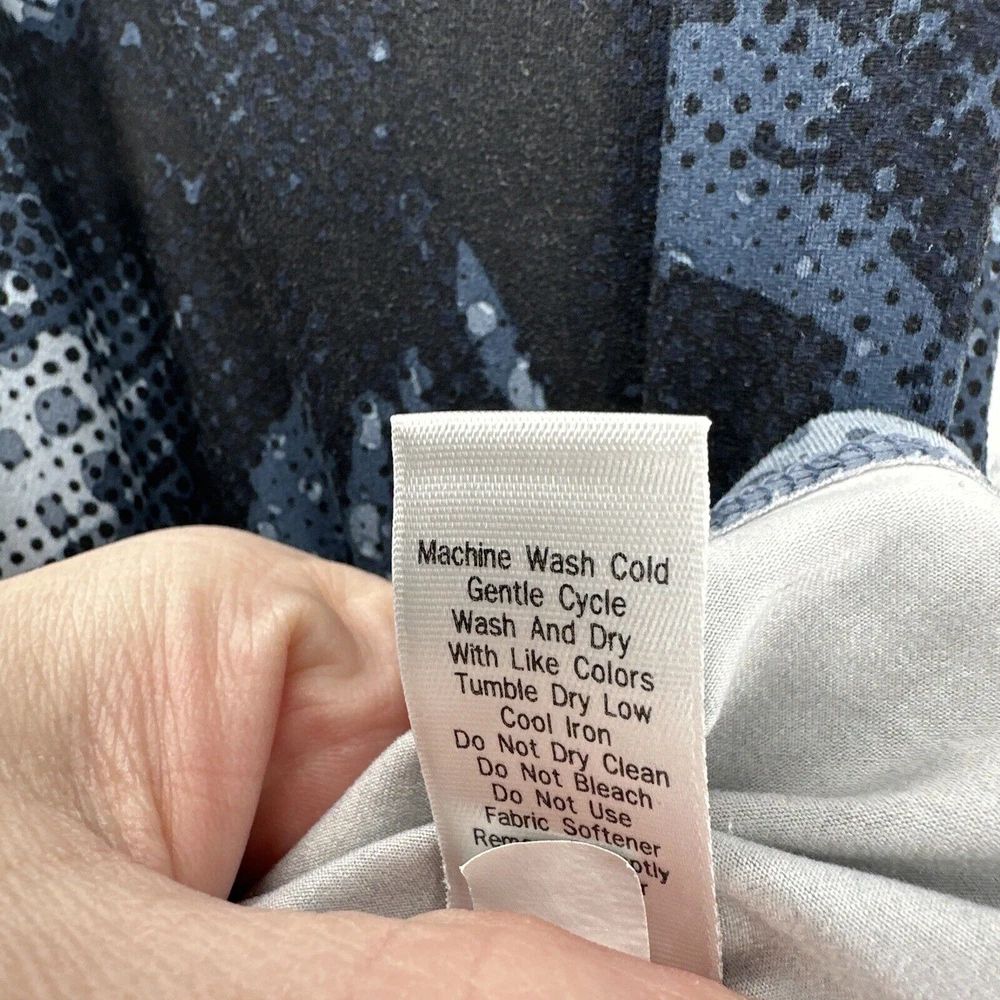 Machine Wash Cold
Gentle Cycle
Wash And Dry
With Like Colors
Tumble Dry Low
Cool Iron
Do Not Dry Clean
Do Not Bleach
Do Not Use
Fabric Softener